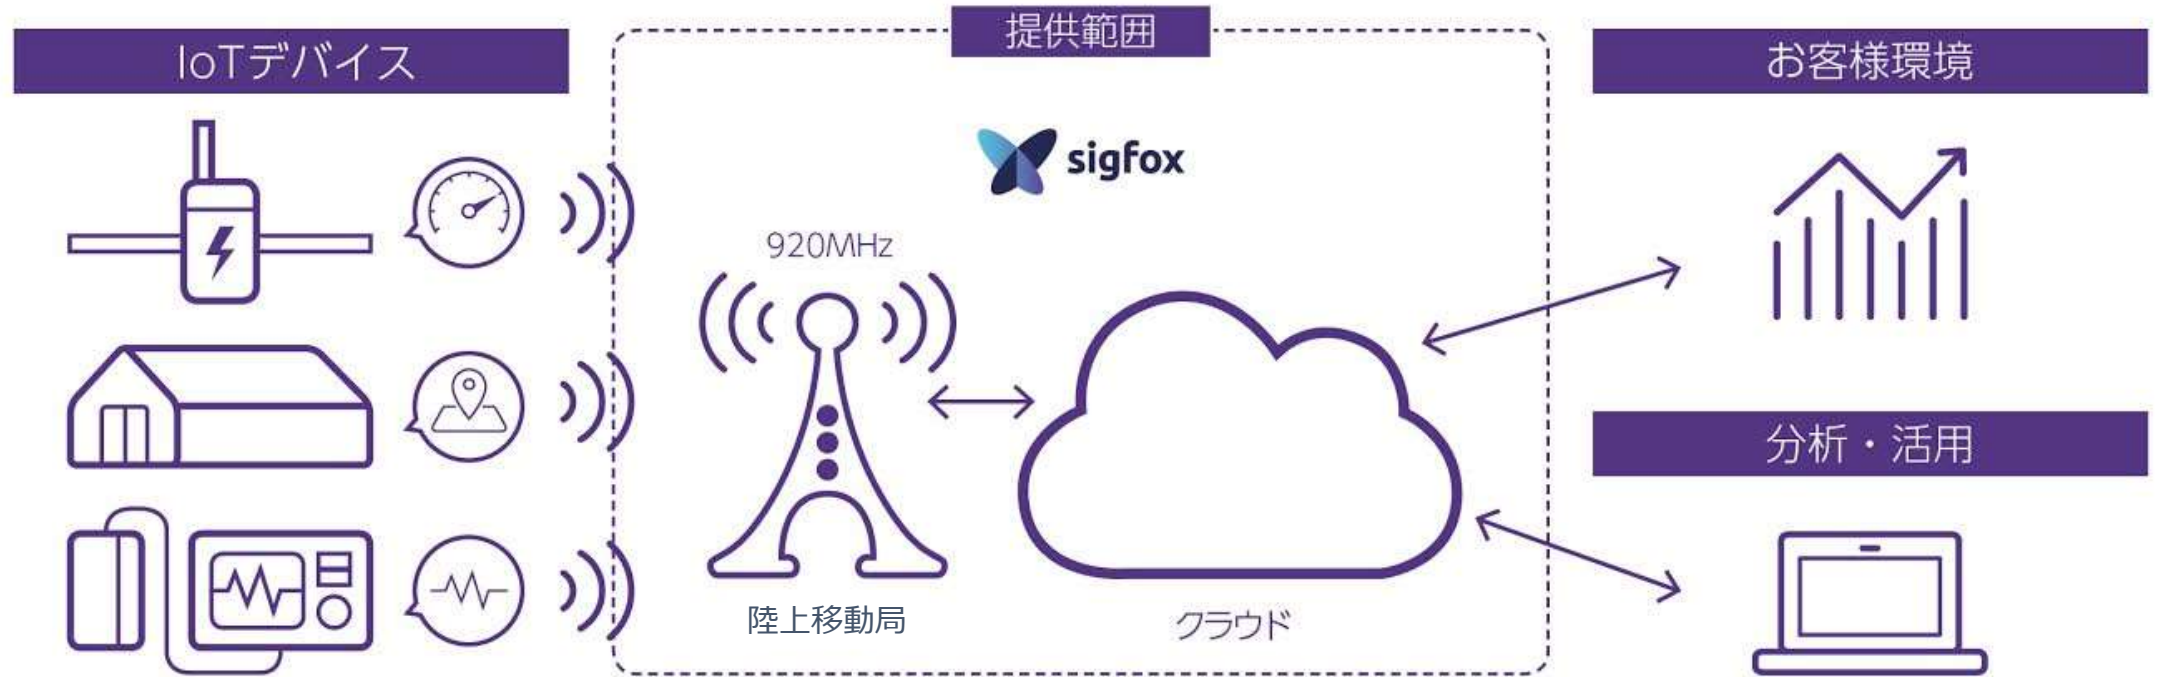 IoTデバイス
提供範囲
sigfox
920MHz
陸上移動局
クラウド
お客様環境
分析・活用